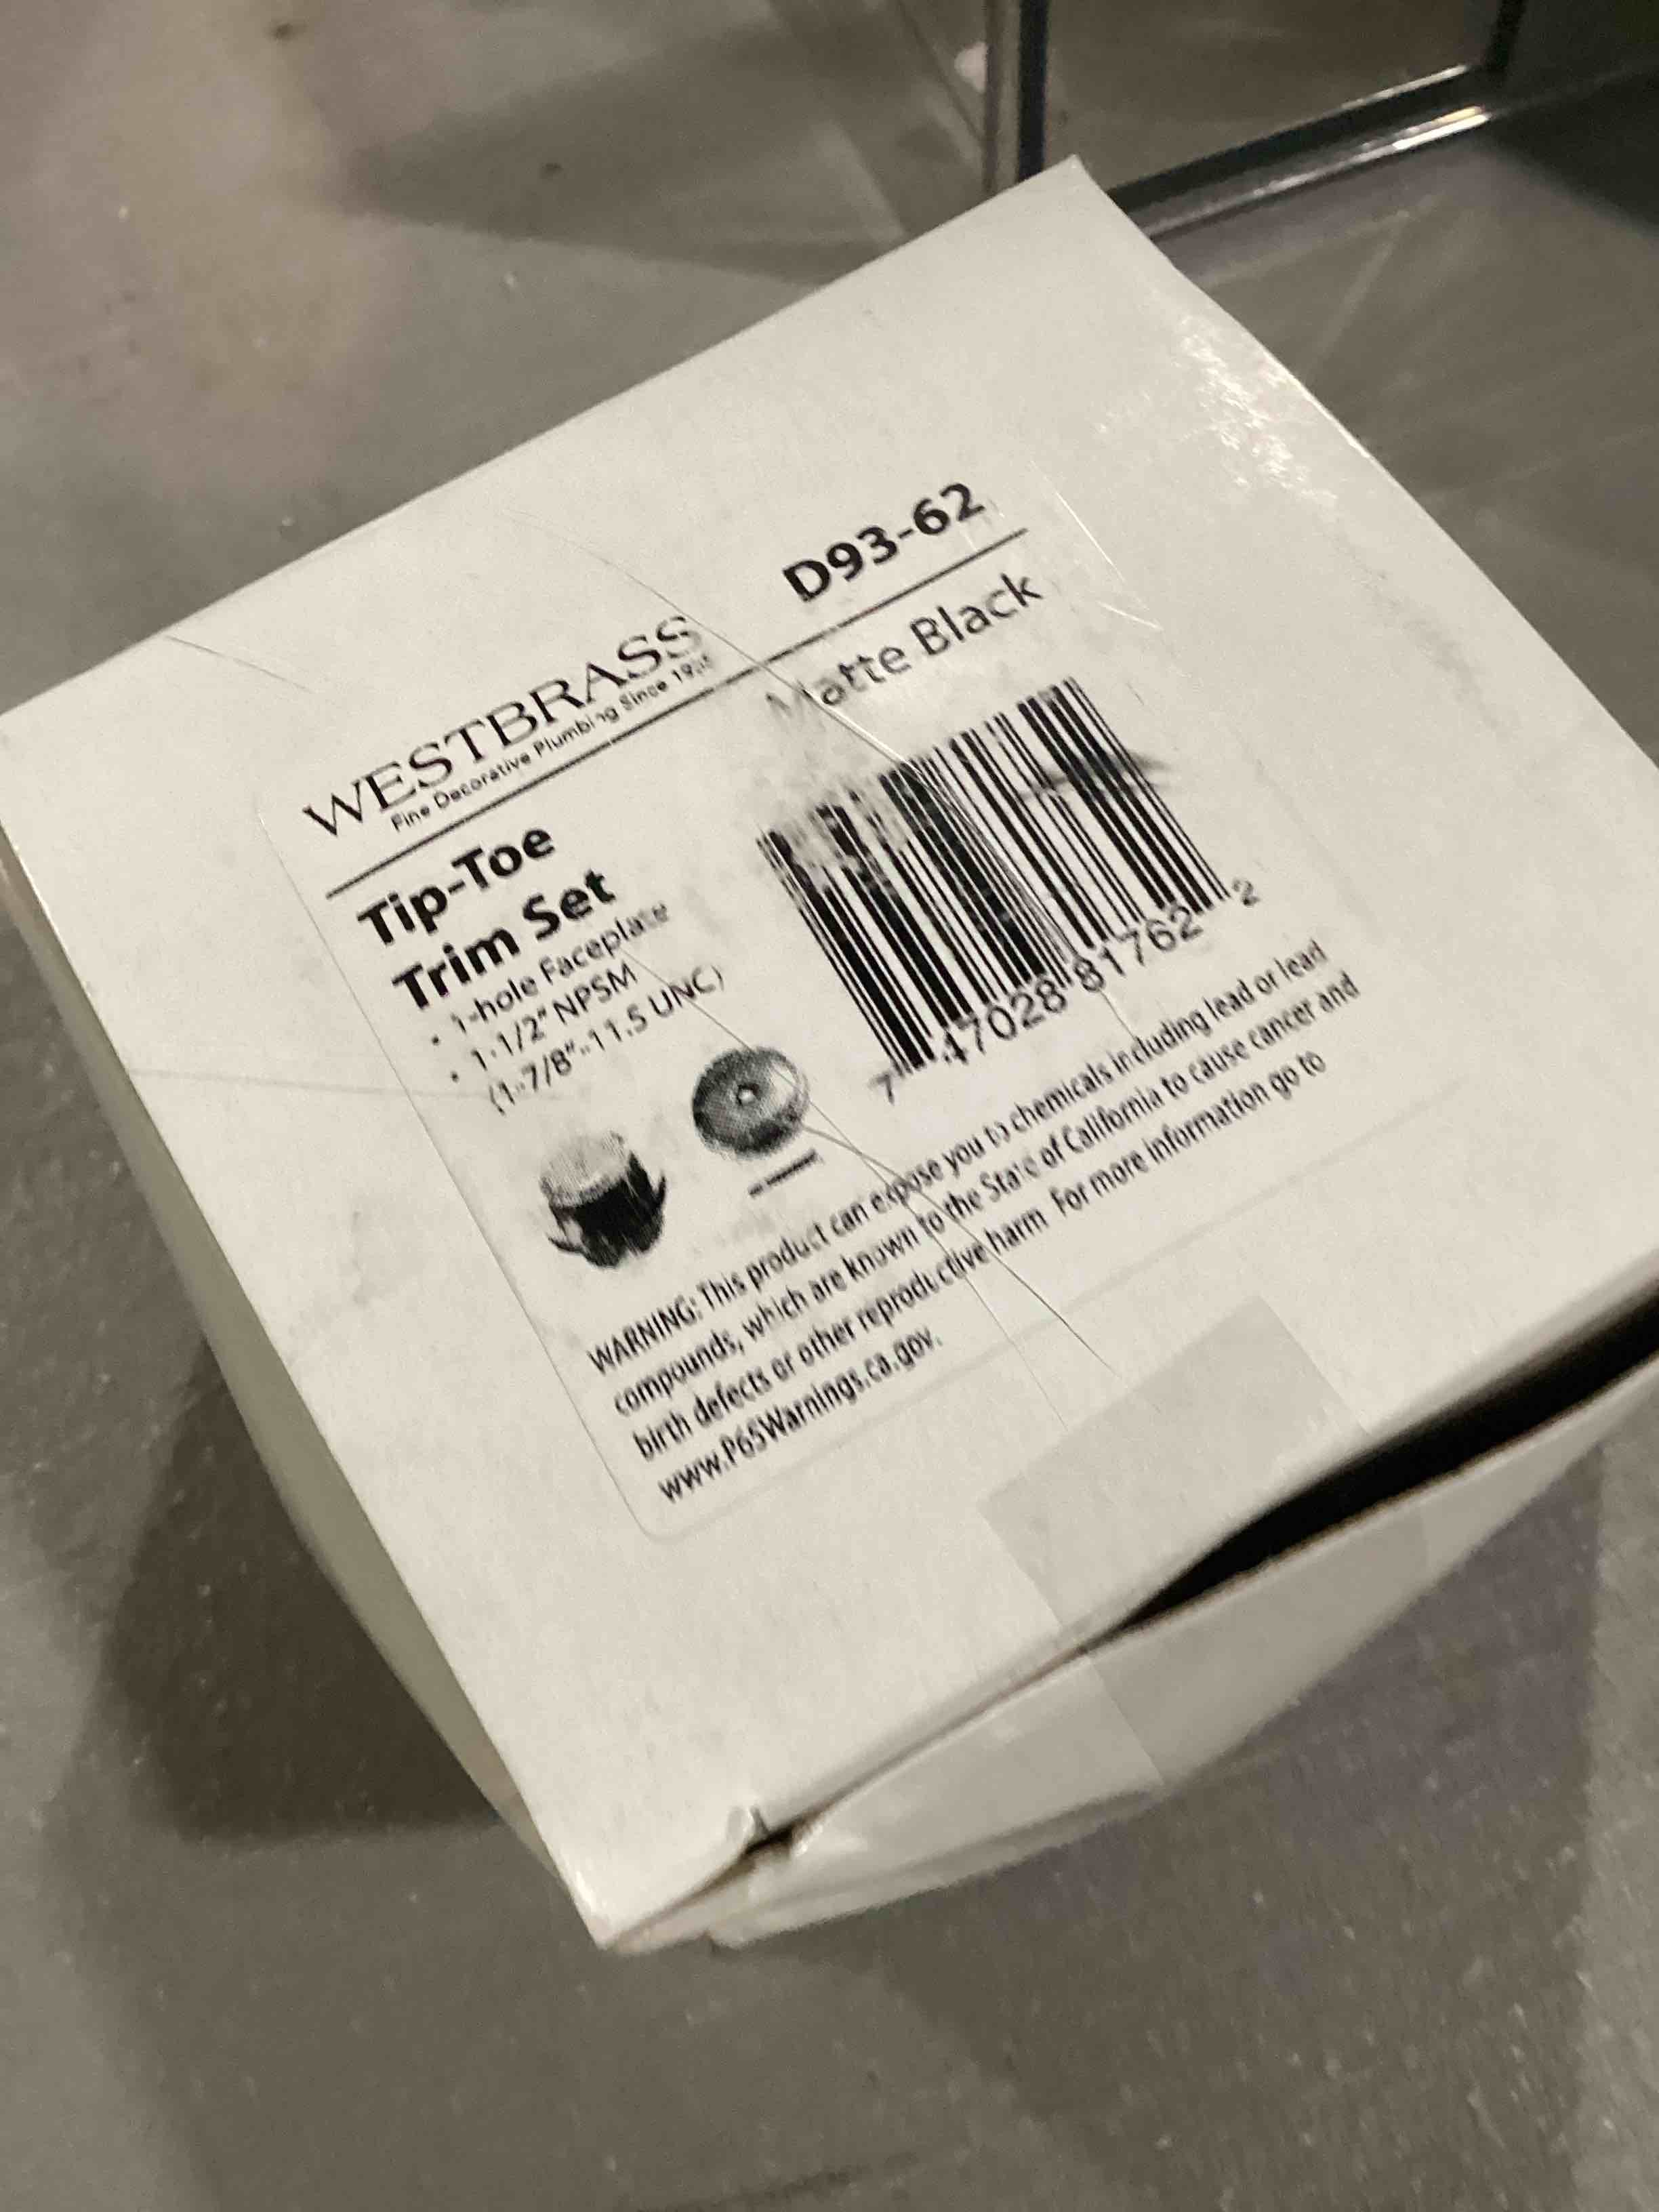 WESTBRASS D93-62
Fine Decorative Plumbing Since
Matte Black
Tip-Toe
Trim Set
• 1-hole Faceplate
• 1-1/2" NPSM
(1-7/8"-11.5 UNC)
7 47028 81762 2
WARNING: This product can expose you to chemicals including lead or lead
compounds, which are known to the State of California to cause cancer and
birth defects or other reproductive harm For more information go to
www.P65Warnings.ca.gov.